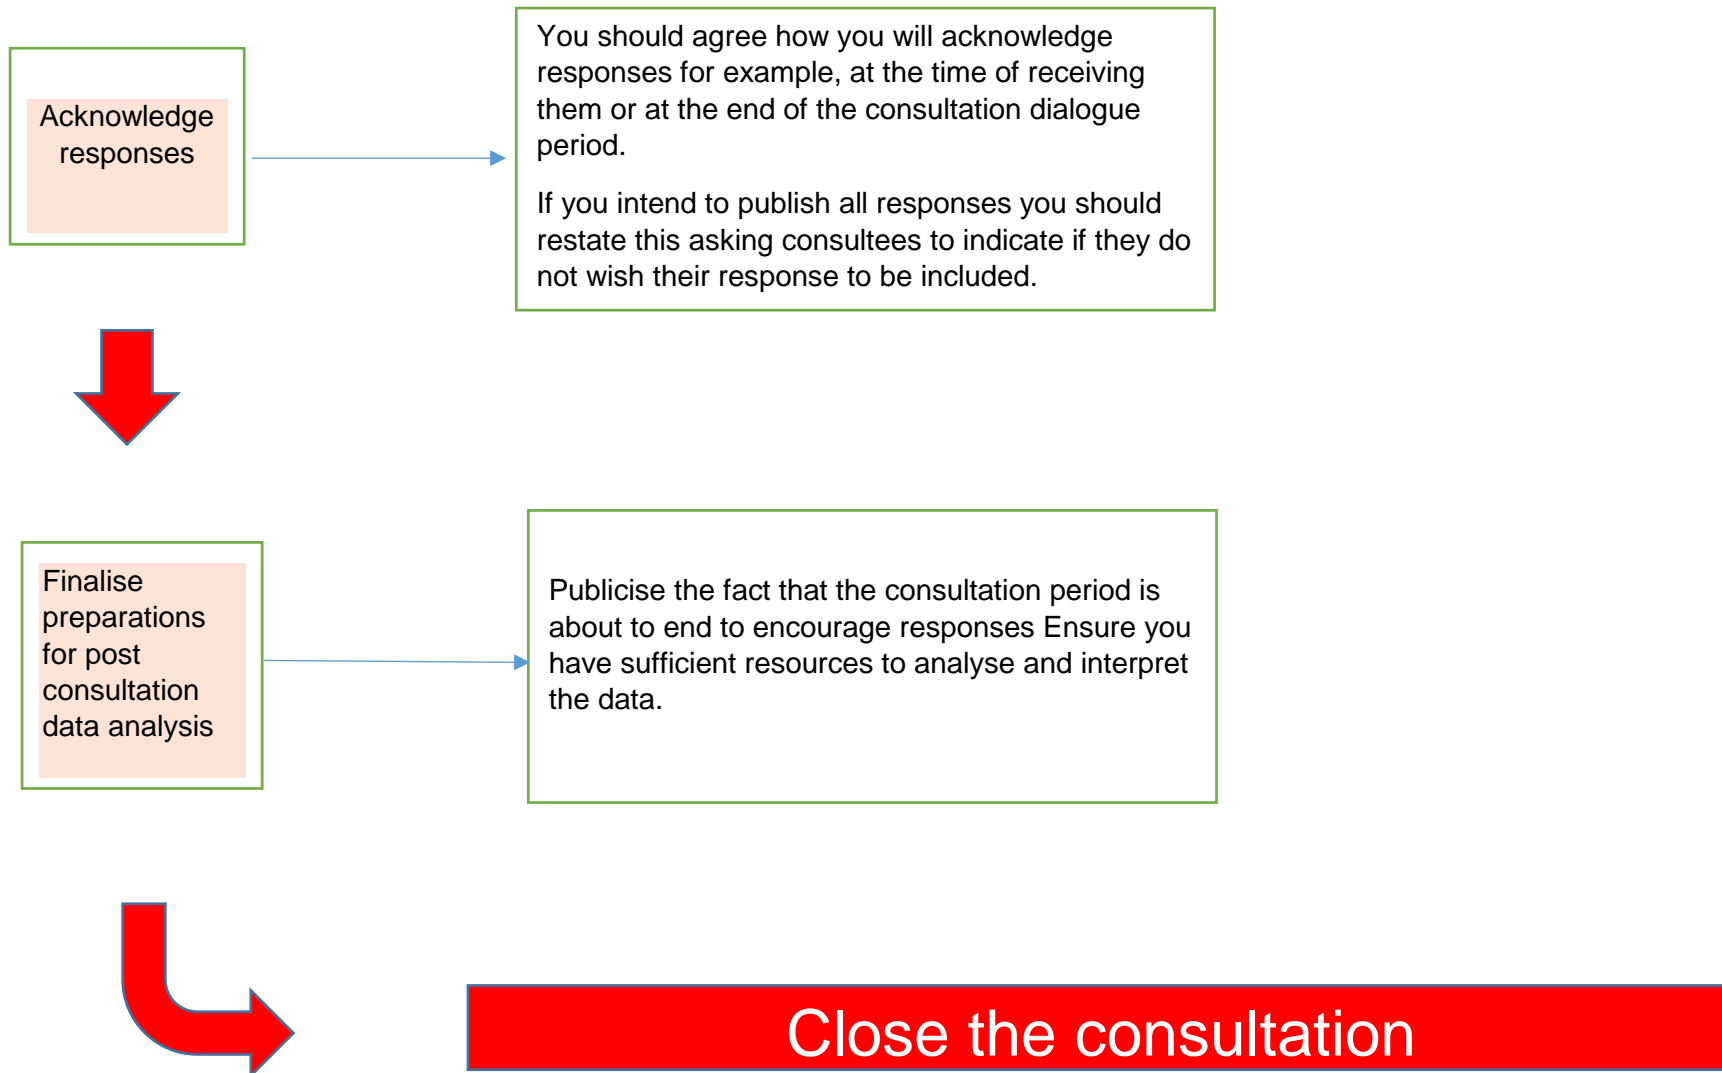 Acknowledge
responses
You should agree how you will acknowledge
responses for example, at the time of receiving
them or at the end of the consultation dialogue
period.
If you intend to publish all responses you should
restate this asking consultees to indicate if they do
not wish their response to be included.
Finalise
preparations
for post
consultation
data analysis
Publicise the fact that the consultation period is
about to end to encourage responses Ensure you
have sufficient resources to analyse and interpret
the data.
Close the consultation